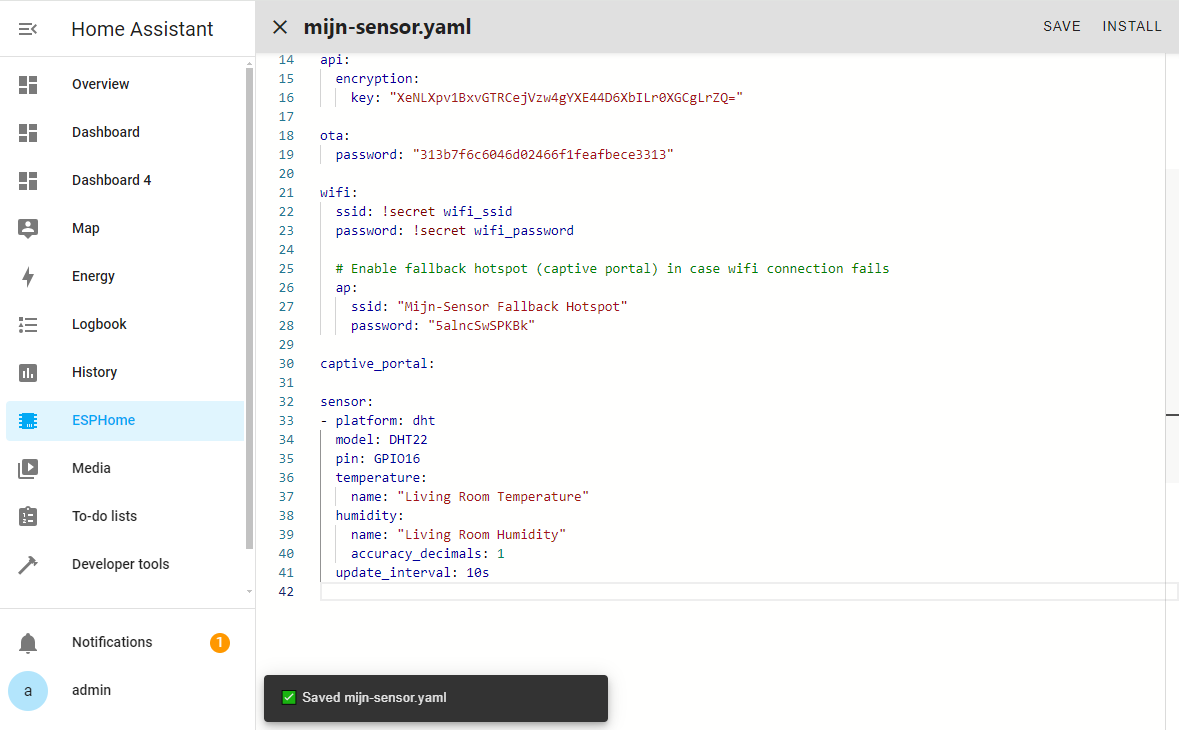 Home Assistant
Overview
Dashboard
Dashboard 4
Map
Energy
Logbook
History
ESPHome
Media
To-do lists
Developer tools
Notifications 1
a admin
mijn-sensor.yaml SAVE INSTALL
14 api:
15 encryption:
16 key: "XeNLXpv1BxvGTRCejVzw4gYXE44D6XbILr0XGCgLrZQ="
17
18 ota:
19 password: "313b7f6c6046d02466f1feafbece3313"
20
21 wifi:
22 ssid: !secret wifi_ssid
23 password: !secret wifi_password
24
25 # Enable fallback hotspot (captive portal) in case wifi connection fails
26 ap:
27 ssid: "Mijn-Sensor Fallback Hotspot"
28 password: "5alncSwSPKBk"
29
30 captive_portal:
31
32 sensor:
33 - platform: dht
34 model: DHT22
35 pin: GPIO16
36 temperature:
37 name: "Living Room Temperature"
38 humidity:
39 name: "Living Room Humidity"
40 accuracy_decimals: 1
41 update_interval: 10s
42
✅ Saved mijn-sensor.yaml